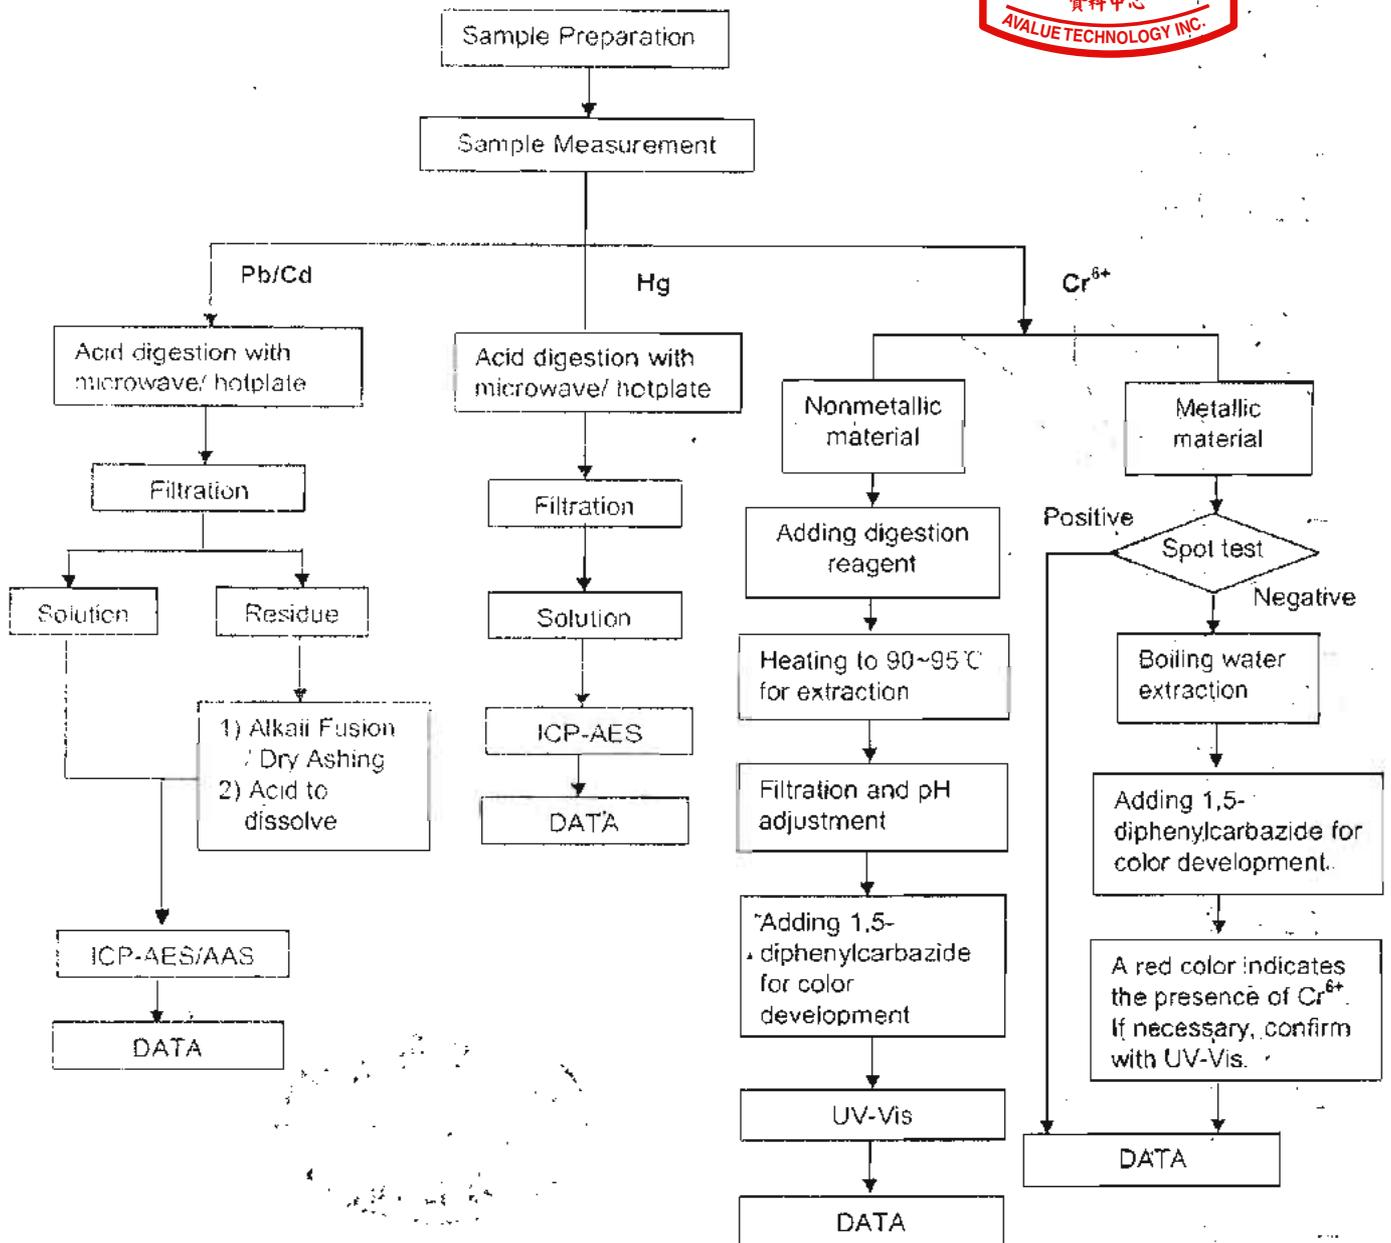 資料中心
AVALUE TECHNOLOGY INC.
Sample Preparation
Sample Measurement
Pb/Cd
Hg
Cr⁶⁺
Acid digestion with
microwave/ hotplate
Filtration
Solution
Residue
1) Alkali Fusion
/ Dry Ashing
2) Acid to
dissolve
ICP-AES/AAS
DATA
Acid digestion with
microwave/ hotplate
Filtration
Solution
ICP-AES
DATA
Nonmetallic
material
Adding digestion
reagent
Heating to 90~95℃
for extraction
Filtration and pH
adjustment
Adding 1,5-
diphenylcarbazide
for color
development
UV-Vis
DATA
Metallic
material
Positive
Spot test
Negative
Boiling water
extraction
Adding 1,5-
diphenylcarbazide for
color development.
A red color indicates
the presence of Cr⁶⁺.
If necessary, confirm
with UV-Vis.
DATA